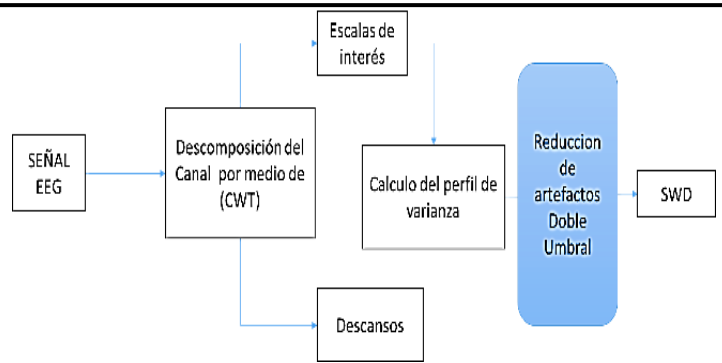 Escalas de
interés
SEÑAL
EEG
Descomposición del
Canal por medio de
(CWT)
Calculo del perfil de
varianza
Reduccion
de
artefactos
Doble
Umbral
SWD
Descansos